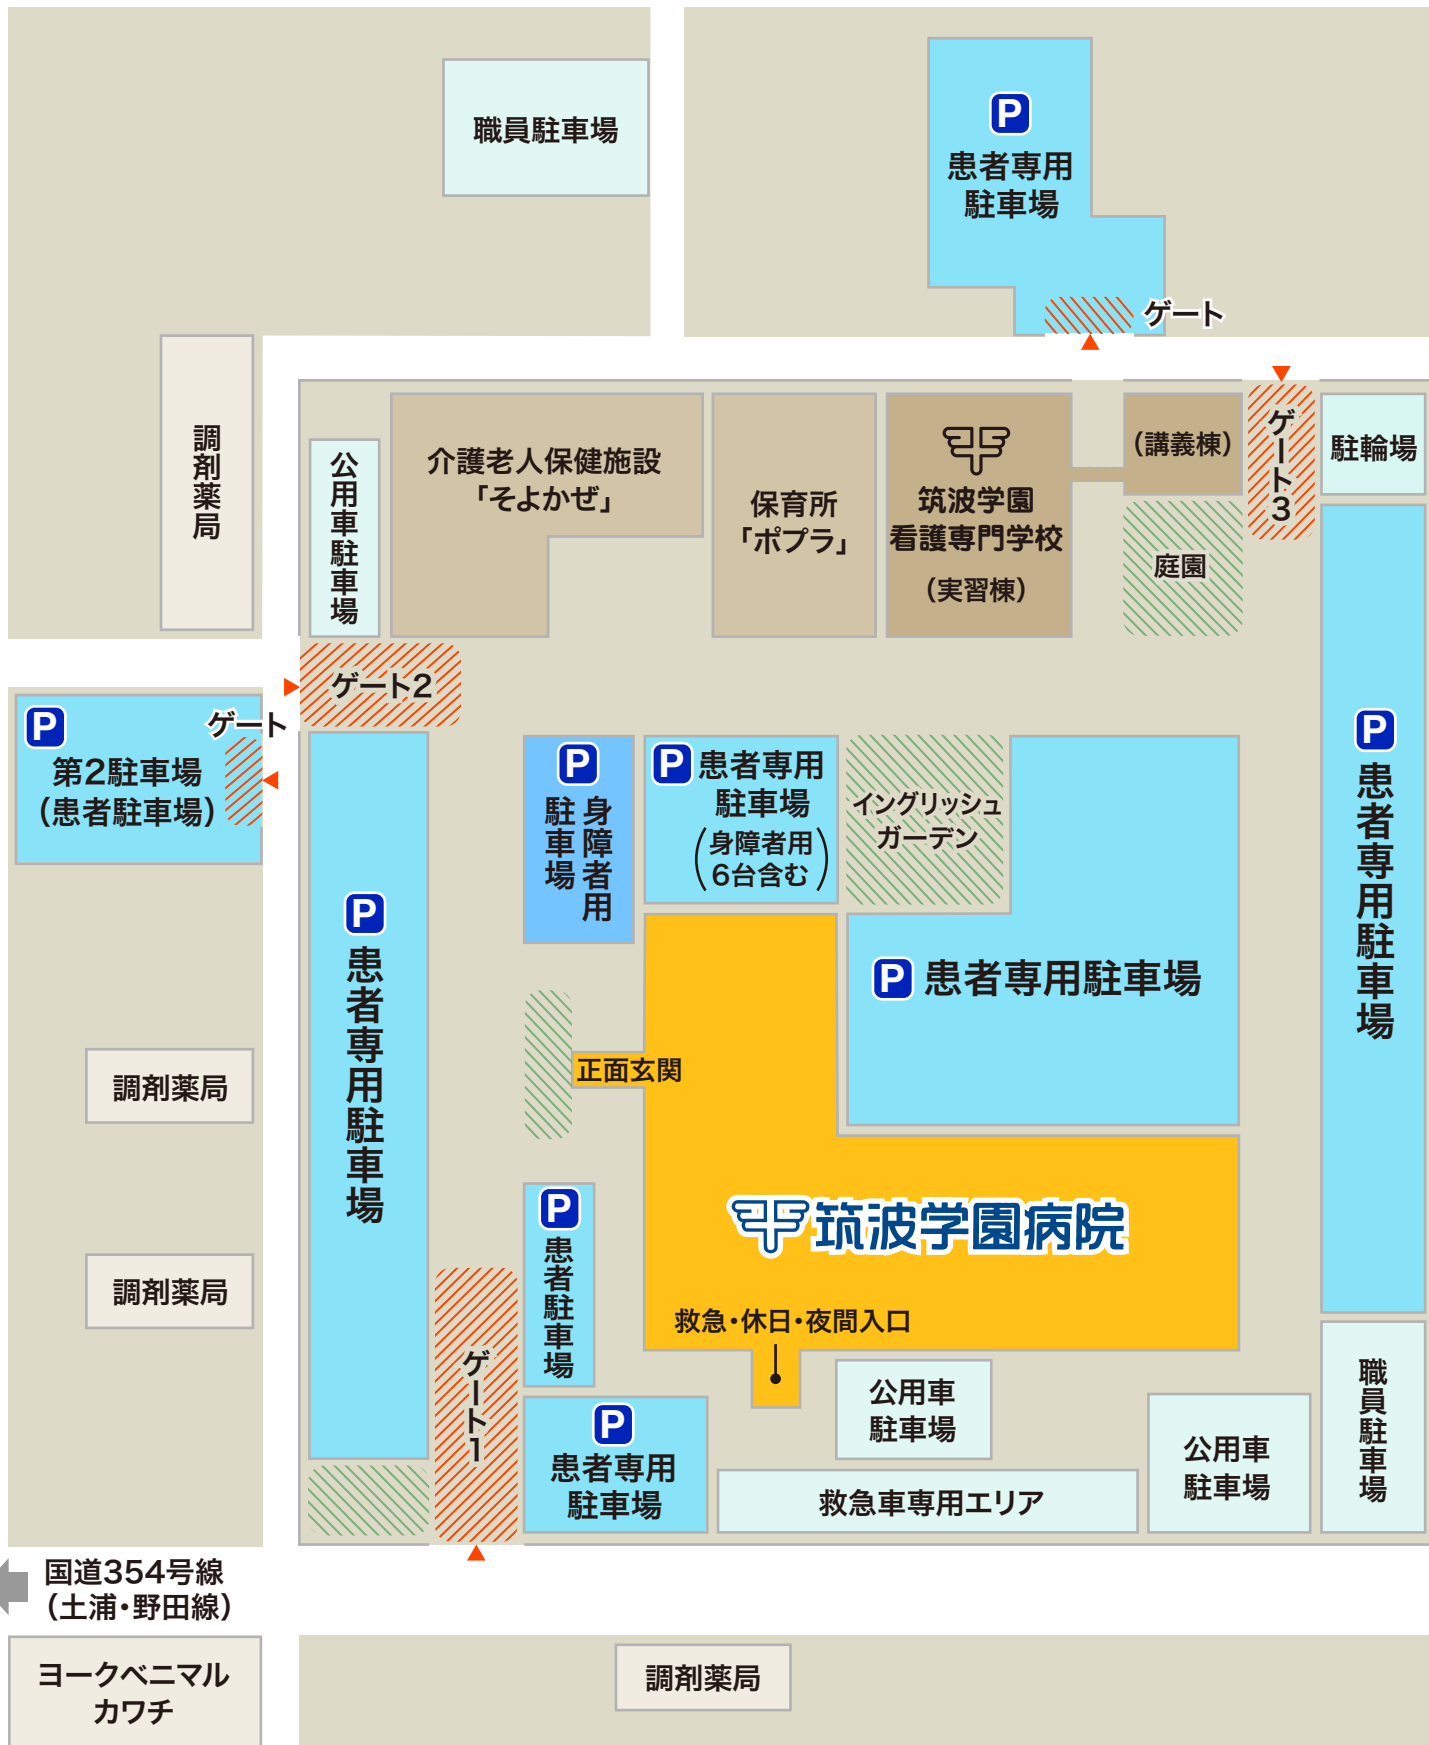 職員駐車場
P
患者専用
駐車場
ゲート
調剤薬局
公用車駐車場
介護老人保健施設
「そよかぜ」
保育所
「ポプラ」
筑波学園
看護専門学校
（実習棟）
（講義棟）
ゲート3
駐輪場
庭園
ゲート2
P
ゲート
第2駐車場
（患者駐車場）
P
身障者用
駐車場
P 患者専用
駐車場
（身障者用
6台含む）
イングリッシュ
ガーデン
P
患者専用駐車場
P
患者専用駐車場
P 患者専用駐車場
正面玄関
調剤薬局
P
患者駐車場
筑波学園病院
調剤薬局
救急・休日・夜間入口
ゲート1
P
患者専用
駐車場
公用車
駐車場
公用車
駐車場
職員駐車場
救急車専用エリア
国道354号線
（土浦・野田線）
ヨークベニマル
カワチ
調剤薬局